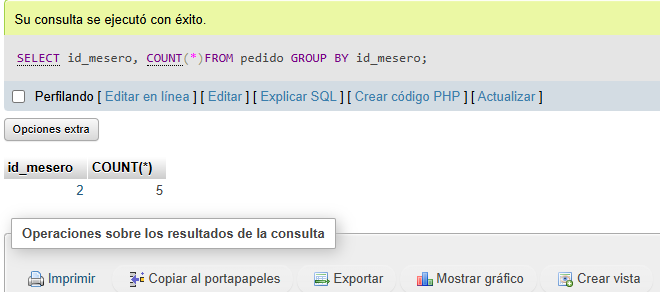 Su consulta se ejecutó con éxito.
SELECT id_mesero, COUNT(*)FROM pedido GROUP BY id_mesero;
Perfilando [ Editar en línea ] [ Editar ] [ Explicar SQL ] [ Crear código PHP ] [ Actualizar ]
Opciones extra
id_mesero COUNT(*)
2 5
Operaciones sobre los resultados de la consulta
Imprimir Copiar al portapapeles Exportar Mostrar gráfico Crear vista